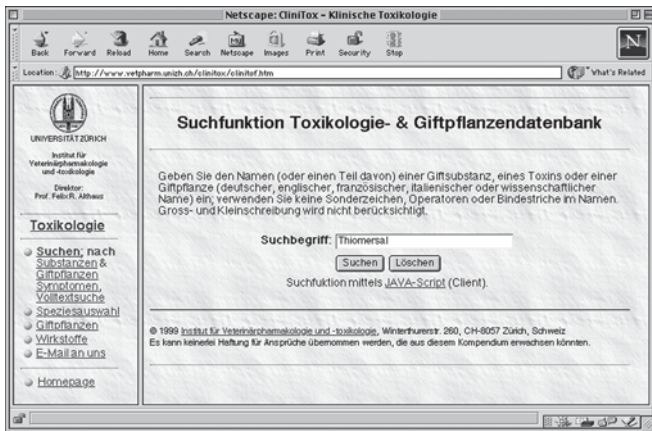 Netscape: CliniTox – Klinische Toxikologie
Back Forward Reload Home Search Netscape Images Print Security Stop
Location: http://www.vetpharm.unizh.ch/clinitox/clinitof.htm What's Related
UNIVERSITÄT ZÜRICH
Institut für
Veterinärpharmakologie
und -toxikologie
Direktor:
Prof. Felix R. Althaus
Toxikologie
Suchen; nach
Substanzen &
Giftpflanzen
Symptomen,
Volltextsuche
Speziesauswahl
Giftpflanzen
Wirkstoffe
E-Mail an uns
Homepage
Suchfunktion Toxikologie- & Giftpflanzendatenbank
Geben Sie den Namen (oder einen Teil davon) einer Giftsubstanz, eines Toxins oder einer
Giftpflanze (deutscher, englischer, französischer, italienischer oder wissenschaftlicher
Name) ein; verwenden Sie keine Sonderzeichen, Operatoren oder Bindestriche im Namen.
Gross- und Kleinschreibung wird nicht berücksichtigt.
Suchbegriff: Thiomersal
Suchen Löschen
Suchfuktion mittels JAVA-Script (Client).
© 1999 Institut für Veterinärpharmakologie und -toxikologie, Winterthurerstr. 260, CH-8057 Zürich, Schweiz
Es kann keinerlei Haftung für Ansprüche übernommen werden, die aus diesem Kompendium erwachsen könnten.